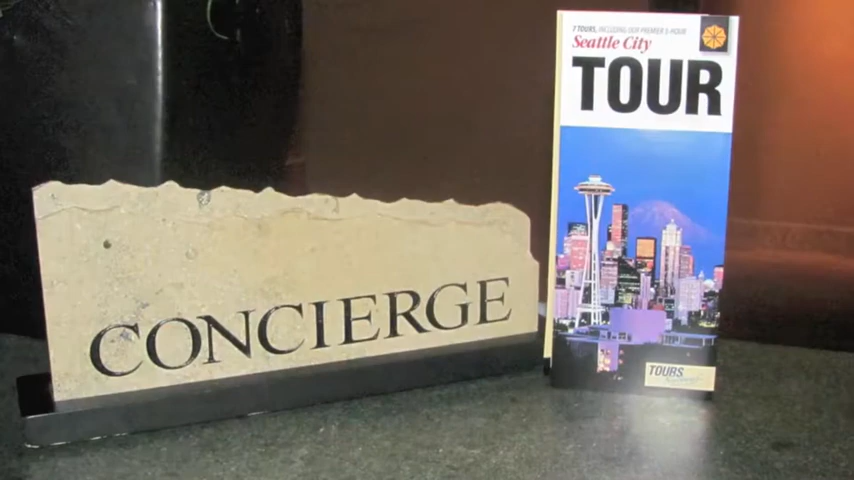 CONCIERGE
7 TOURS, INCLUDING OUR PREMIER 5-HOUR
Seattle City
TOUR
TOURS